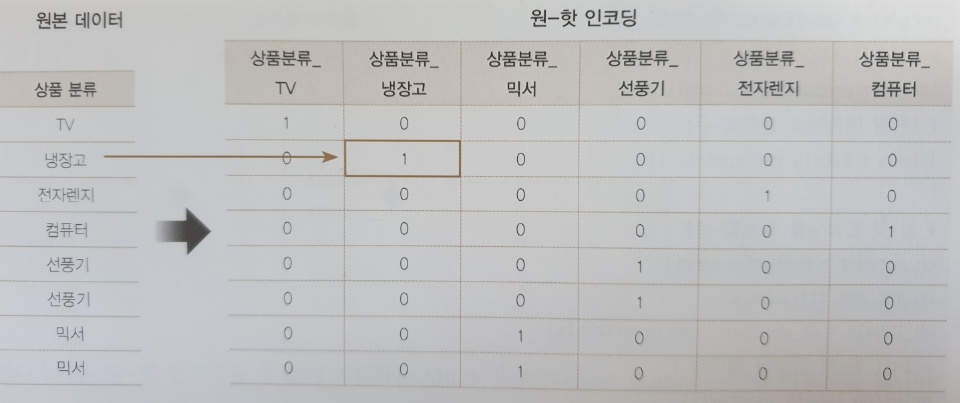 원본 데이터
원-핫 인코딩
상품 분류
TV
냉장고
전자렌지
컴퓨터
선풍기
선풍기
믹서
믹서
상품분류_TV 상품분류_냉장고 상품분류_믹서 상품분류_선풍기 상품분류_전자렌지 상품분류_컴퓨터
1 0 0 0 0 0
0 1 0 0 0 0
0 0 0 0 1 0
0 0 0 0 0 1
0 0 0 1 0 0
0 0 0 1 0 0
0 0 1 0 0 0
0 0 1 0 0 0